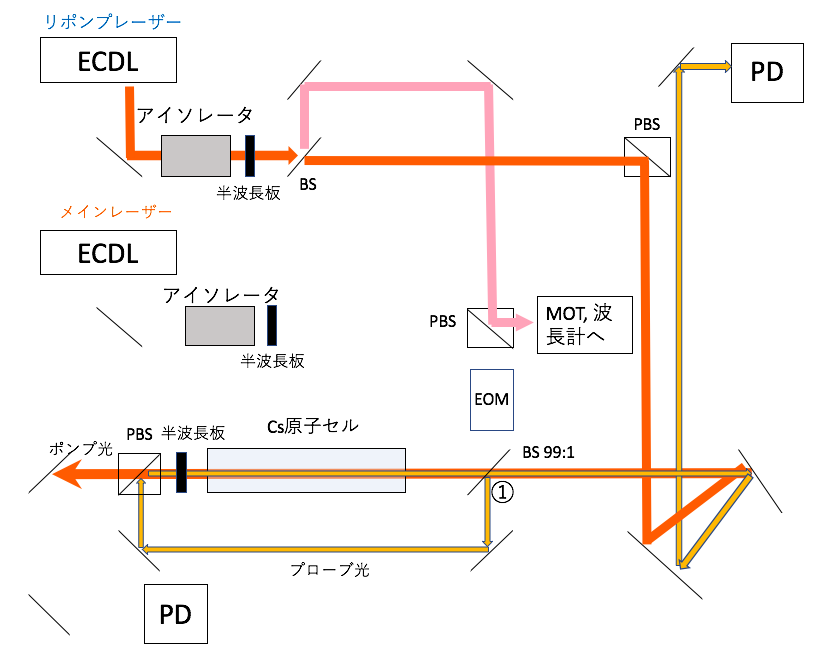 リポンプレーザー
ECDL
アイソレータ
半波長板
BS
PBS
PD
メインレーザー
ECDL
アイソレータ
半波長板
PBS
MOT, 波
長計へ
EOM
Cs原子セル
PBS
半波長板
ポンプ光
BS 99:1
①
プローブ光
PD